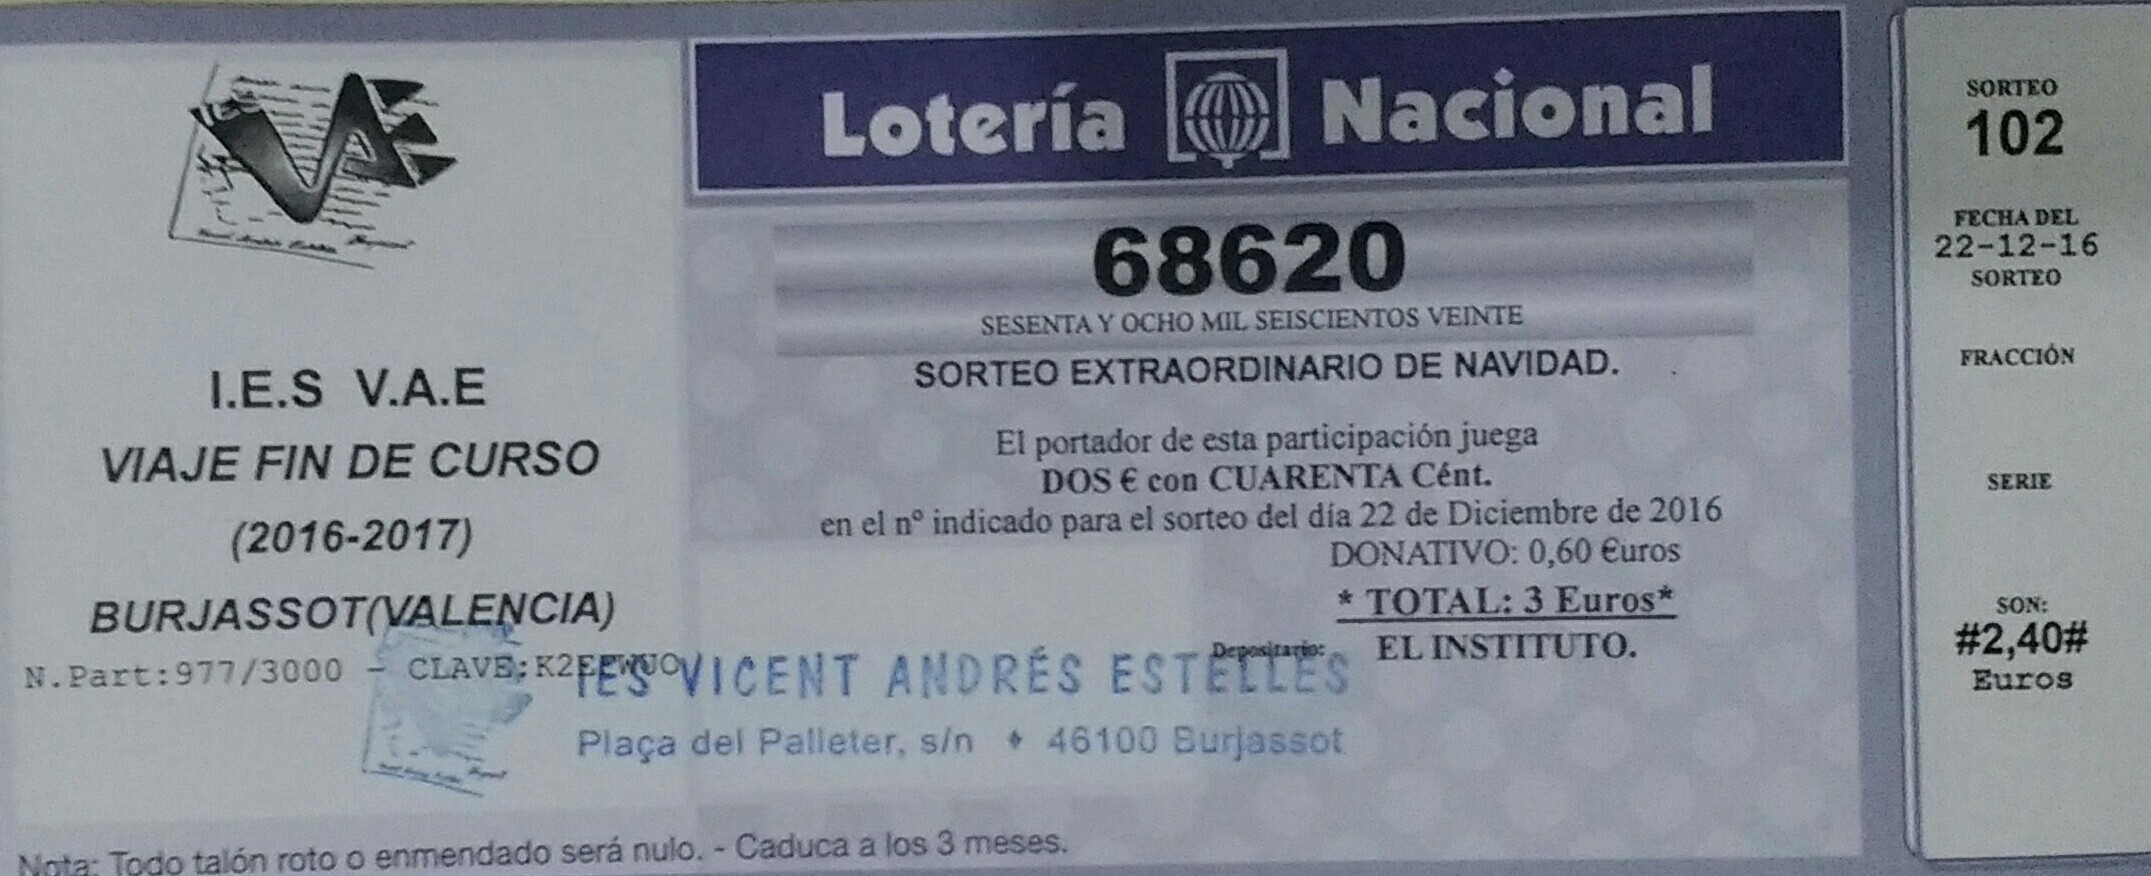 Lotería Nacional
68620
SESENTA Y OCHO MIL SEISCIENTOS VEINTE
SORTEO EXTRAORDINARIO DE NAVIDAD.
El portador de esta participación juega
DOS € con CUARENTA Cént.
en el nº indicado para el sorteo del día 22 de Diciembre de 2016
DONATIVO: 0,60 €uros
* TOTAL: 3 Euros*
Depositario: EL INSTITUTO.
VAE
I.E.S V.A.E
VIAJE FIN DE CURSO
(2016-2017)
BURJASSOT(VALENCIA)
N.Part:977/3000 - CLAVE:
IES VICENT ANDRÉS ESTELLÉS
Plaça del Palleter, s/n ♦ 46100 Burjassot
Nota: Todo talón roto o enmendado será nulo. - Caduca a los 3 meses.
SORTEO
102
FECHA DEL
22-12-16
SORTEO
FRACCIÓN
SERIE
SON:
#2,40#
Euros